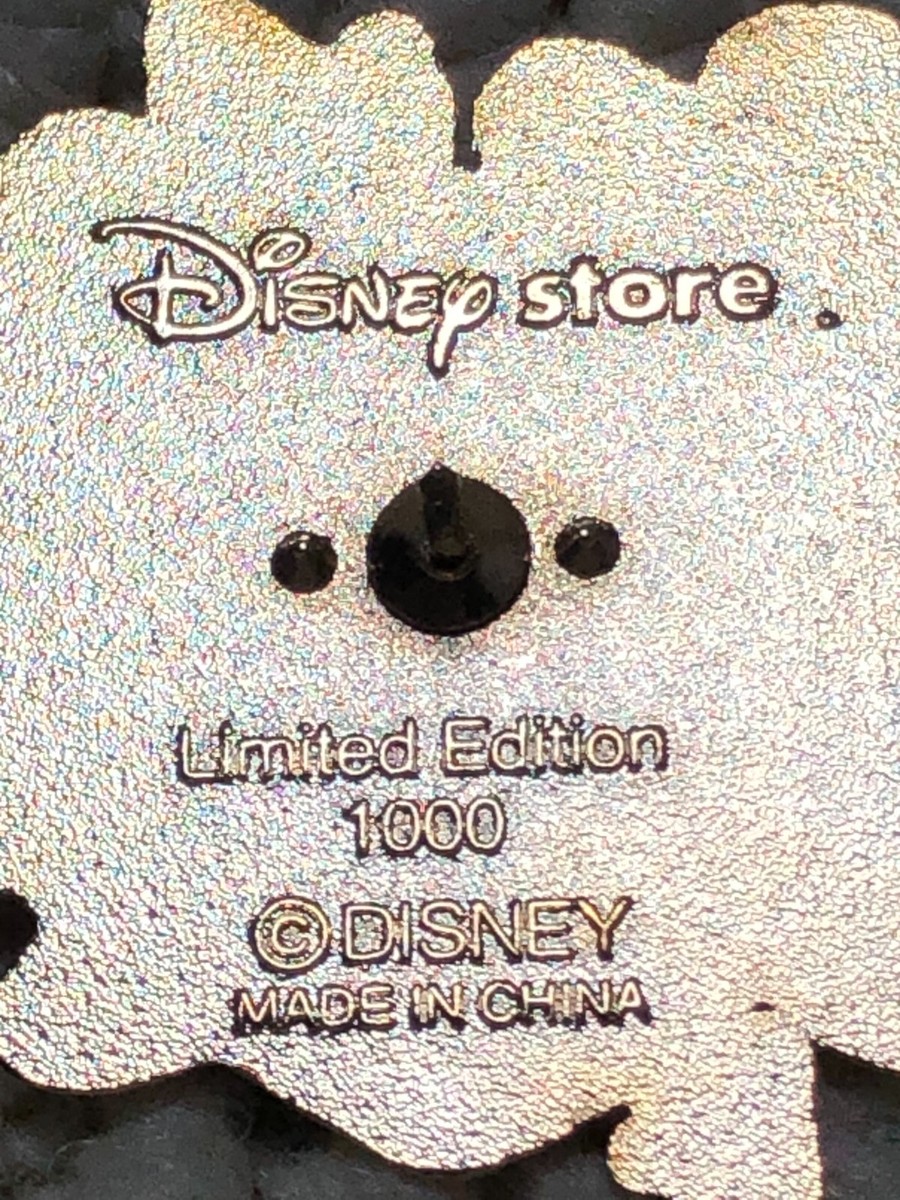 Disney store
Limited Edition
1000
©DISNEY
MADE IN CHINA